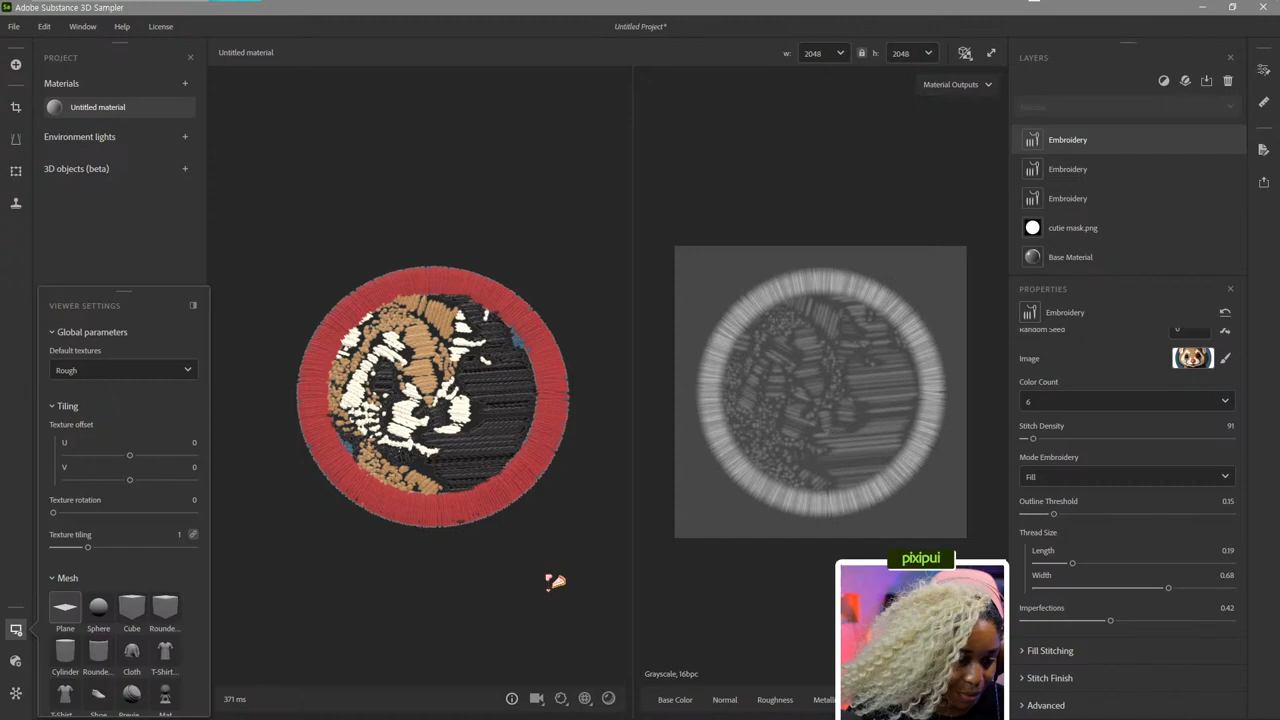 Adobe Substance 3D Sampler
File Edit Window Help License
Untitled Project*
PROJECT
Materials
Untitled material
Environment lights
3D objects (beta)
VIEWER SETTINGS
Global parameters
Default textures
Rough
Tiling
Texture offset
U 0
V 0
Texture rotation 0
Texture tiling 1
Mesh
Plane Sphere Cube Rounde...
Cylinder Rounde... Cloth T-Shirt...
Shoe
Untitled material
w: 2048 h: 2048
Material Outputs
371 ms
Grayscale, 16bpc
Base Color Normal Roughness
pixipui
LAYERS
Embroidery
Embroidery
Embroidery
cutie mask.png
Base Material
PROPERTIES
Embroidery
Random Seed
Image
Color Count
6
Stitch Density 91
Mode Embroidery
Fill
Outline Threshold 0.15
Thread Size
Length 0.19
Width 0.68
Imperfections 0.42
Fill Stitching
Stitch Finish
Advanced